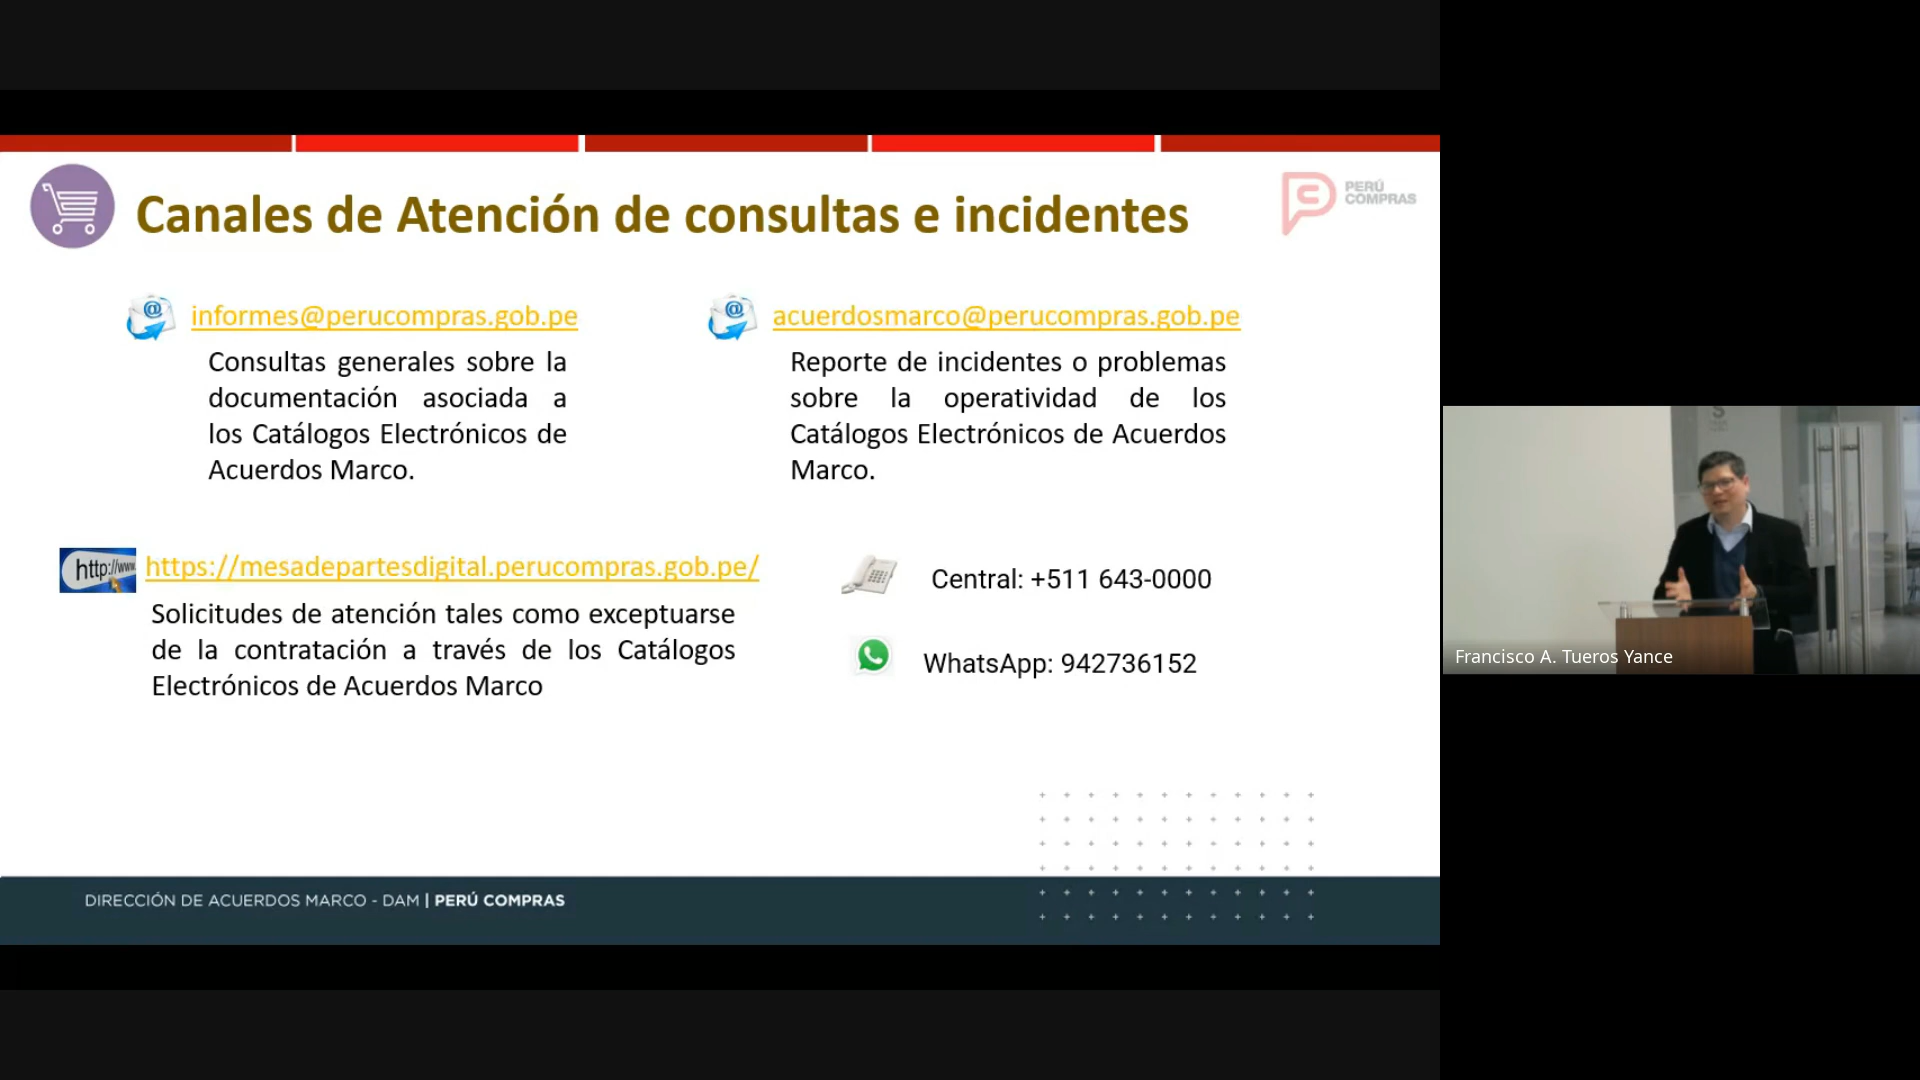 Canales de Atención de consultas e incidentes
PERÚ
COMPRAS
informes@perucompras.gob.pe
Consultas generales sobre la
documentación asociada a
los Catálogos Electrónicos de
Acuerdos Marco.
acuerdosmarco@perucompras.gob.pe
Reporte de incidentes o problemas
sobre la operatividad de los
Catálogos Electrónicos de Acuerdos
Marco.
http://www.
https://mesadepartesdigital.perucompras.gob.pe/
Solicitudes de atención tales como exceptuarse
de la contratación a través de los Catálogos
Electrónicos de Acuerdos Marco
Central: +511 643-0000
WhatsApp: 942736152
Francisco A. Tueros Yance
DIRECCIÓN DE ACUERDOS MARCO - DAM | PERÚ COMPRAS